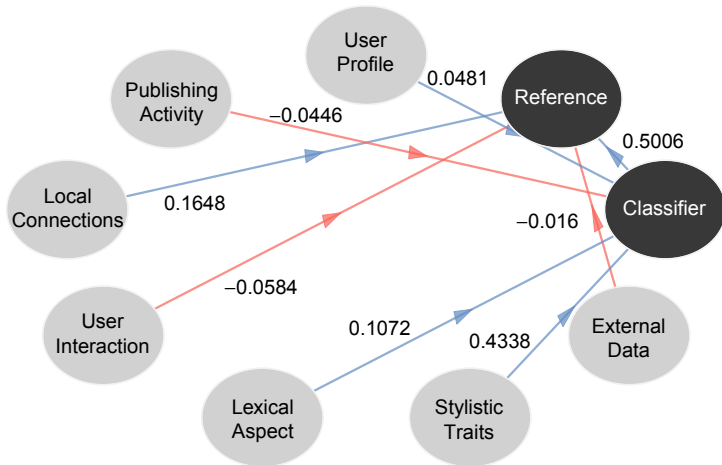 User
Profile
0.0481
Publishing
Activity
−0.0446
Reference
0.5006
Local
Connections
0.1648
Classifier
−0.016
−0.0584
User
Interaction
0.1072
0.4338
External
Data
Lexical
Aspect
Stylistic
Traits